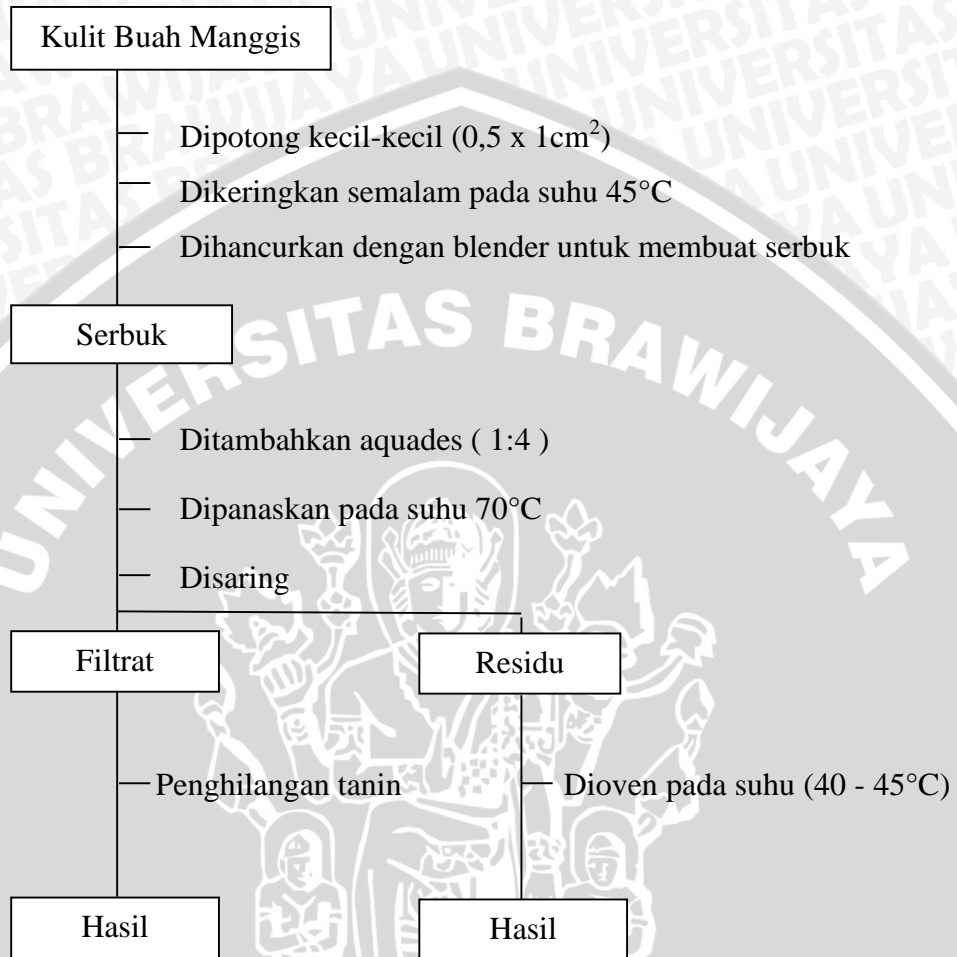 Kulit Buah Manggis
Dipotong kecil-kecil (0,5 x 1cm²)
Dikeringkan semalam pada suhu 45°C
Dihancurkan dengan blender untuk membuat serbuk
Serbuk
Ditambahkan aquades ( 1:4 )
Dipanaskan pada suhu 70°C
Disaring
Filtrat
Residu
Penghilangan tanin
Dioven pada suhu (40 - 45°C)
Hasil
Hasil
UNIVERSITAS BRAWIJAYA